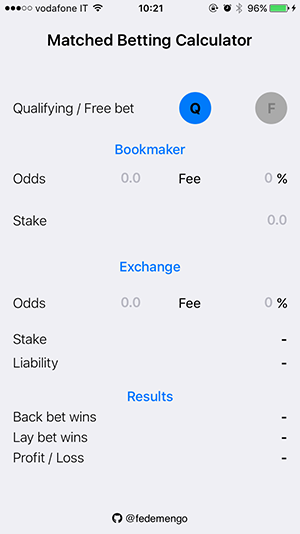 vodafone IT 10:21 96%
Matched Betting Calculator
Qualifying / Free bet Q F
Bookmaker
Odds 0.0 Fee 0 %
Stake 0.0
Exchange
Odds 0.0 Fee 0 %
Stake -
Liability -
Results
Back bet wins -
Lay bet wins -
Profit / Loss -
@fedemengo